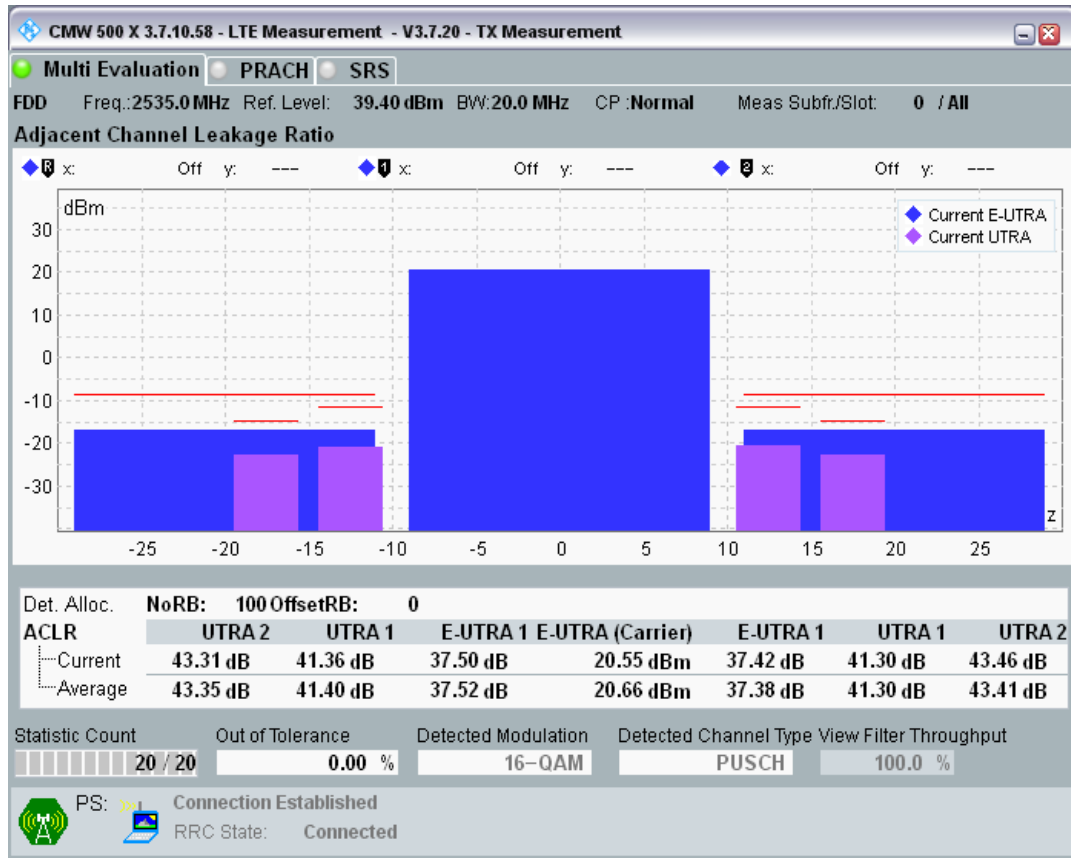 CMW 500 X 3.7.10.58 - LTE Measurement - V3.7.20 - TX Measurement
Multi Evaluation PRACH SRS
FDD Freq.:2535.0 MHz Ref. Level: 39.40 dBm BW:20.0 MHz CP :Normal Meas Subfr./Slot: 0 / All
Adjacent Channel Leakage Ratio
R x: Off y: --- 1 x: Off y: --- 2 x: Off y: ---
dBm
Current E-UTRA
Current UTRA
30
20
10
0
-10
-20
-30
z
-25 -20 -15 -10 -5 0 5 10 15 20 25
Det. Alloc. NoRB: 100 OffsetRB: 0
ACLR UTRA 2 UTRA 1 E-UTRA 1 E-UTRA (Carrier) E-UTRA 1 UTRA 1 UTRA 2
Current 43.31 dB 41.36 dB 37.50 dB 20.55 dBm 37.42 dB 41.30 dB 43.46 dB
Average 43.35 dB 41.40 dB 37.52 dB 20.66 dBm 37.38 dB 41.30 dB 43.41 dB
Statistic Count Out of Tolerance Detected Modulation Detected Channel Type View Filter Throughput
20 / 20 0.00 % 16-QAM PUSCH 100.0 %
PS: Connection Established
RRC State: Connected